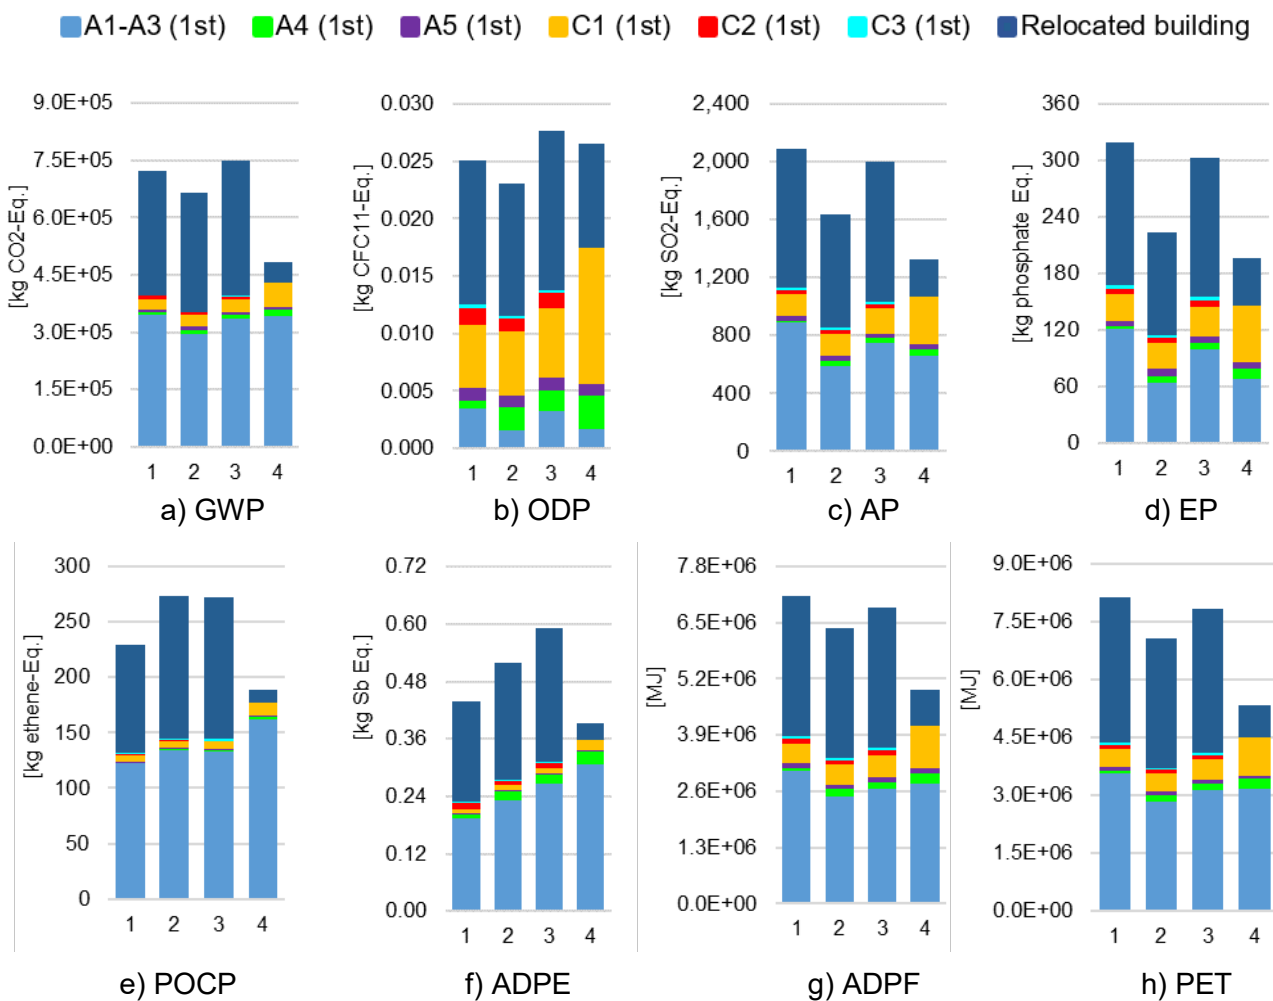 A1-A3 (1st) A4 (1st) A5 (1st) C1 (1st) C2 (1st) C3 (1st) Relocated building
[kg CO2-Eq.]
9.0E+05
7.5E+05
6.0E+05
4.5E+05
3.0E+05
1.5E+05
0.0E+00
1 2 3 4
a) GWP
[kg CFC11-Eq.]
0.030
0.025
0.020
0.015
0.010
0.005
0.000
1 2 3 4
b) ODP
[kg SO2-Eq.]
2,400
2,000
1,600
1,200
800
400
0
1 2 3 4
c) AP
[kg phosphate Eq.]
360
300
240
180
120
60
0
1 2 3 4
d) EP
[kg ethene-Eq.]
300
250
200
150
100
50
0
1 2 3 4
e) POCP
[kg Sb Eq.]
0.72
0.60
0.48
0.36
0.24
0.12
0.00
1 2 3 4
f) ADPE
[MJ]
7.8E+06
6.5E+06
5.2E+06
3.9E+06
2.6E+06
1.3E+06
0.0E+00
1 2 3 4
g) ADPF
[MJ]
9.0E+06
7.5E+06
6.0E+06
4.5E+06
3.0E+06
1.5E+06
0.0E+00
1 2 3 4
h) PET